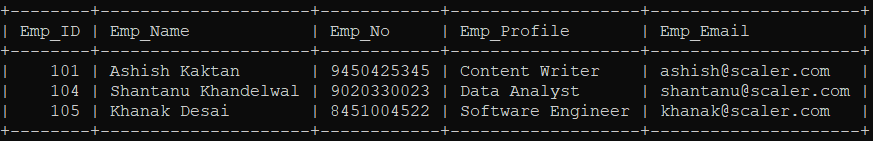 Emp_ID | Emp_Name | Emp_No | Emp_Profile | Emp_Email
101 | Ashish Kaktan | 9450425345 | Content Writer | ashish@scaler.com
104 | Shantanu Khandelwal | 9020330023 | Data Analyst | shantanu@scaler.com
105 | Khanak Desai | 8451004522 | Software Engineer | khanak@scaler.com